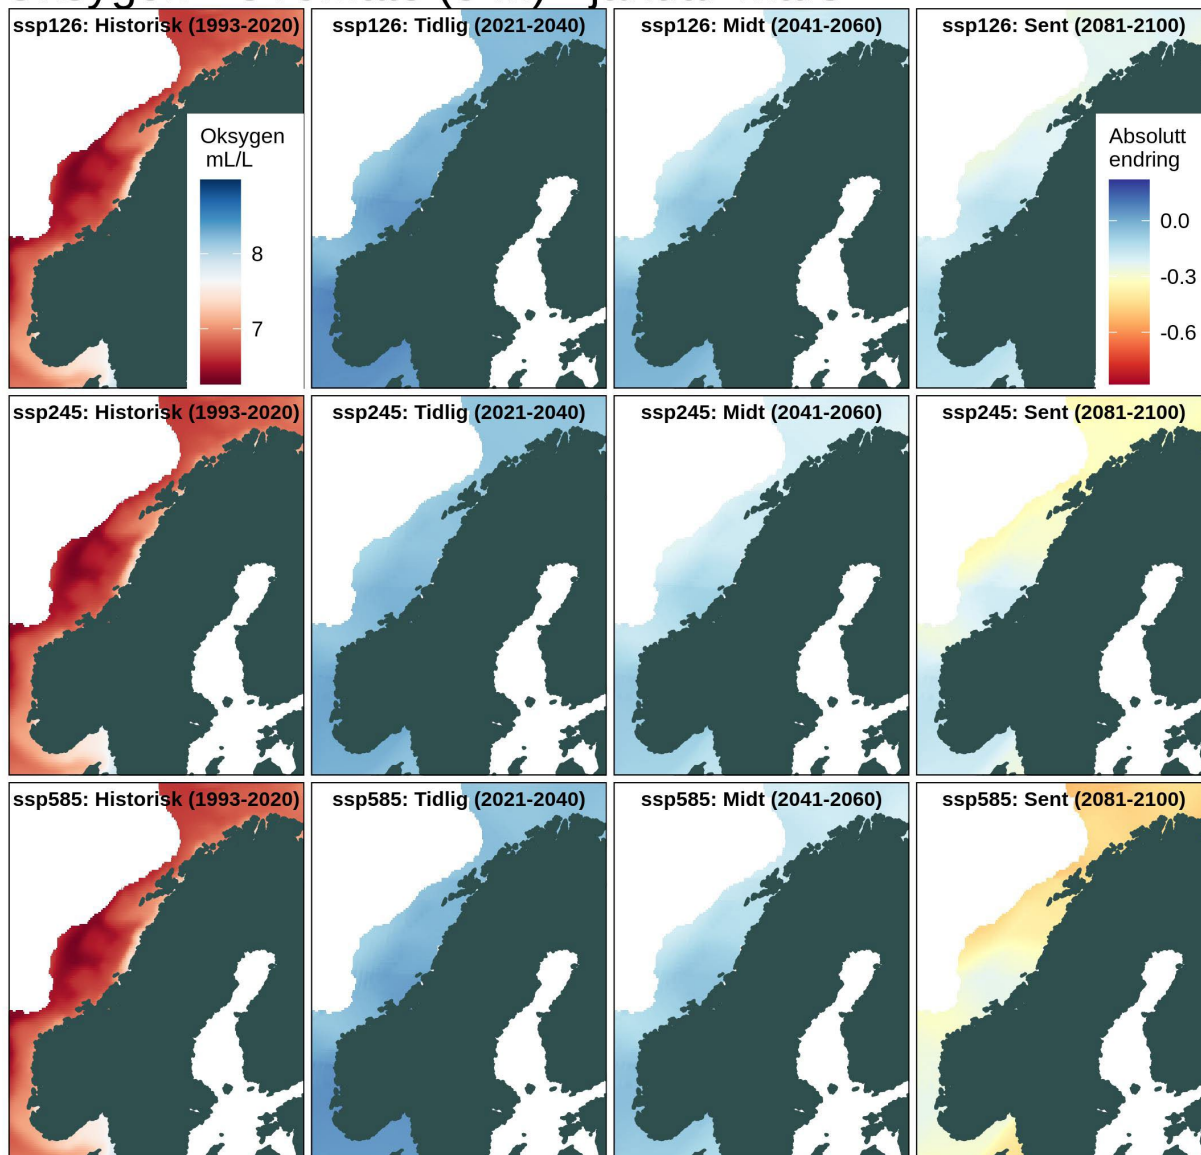 ssp126: Historisk (1993-2020)
ssp126: Tidlig (2021-2040)
ssp126: Midt (2041-2060)
ssp126: Sent (2081-2100)
Oksygen
mL/L
8
7
Absolutt
endring
0.0
-0.3
-0.6
ssp245: Historisk (1993-2020)
ssp245: Tidlig (2021-2040)
ssp245: Midt (2041-2060)
ssp245: Sent (2081-2100)
ssp585: Historisk (1993-2020)
ssp585: Tidlig (2021-2040)
ssp585: Midt (2041-2060)
ssp585: Sent (2081-2100)